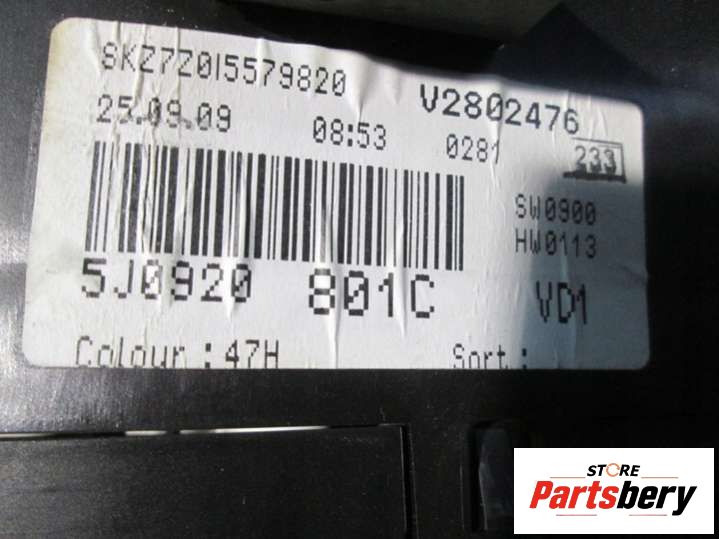 SKZ7Z0I5579820
V2802476
25.09.09 08:53 0281 233
SW0900
HW0113
5J0920 801C VD1
Colour : 47H Sort :
STORE
Partsbery